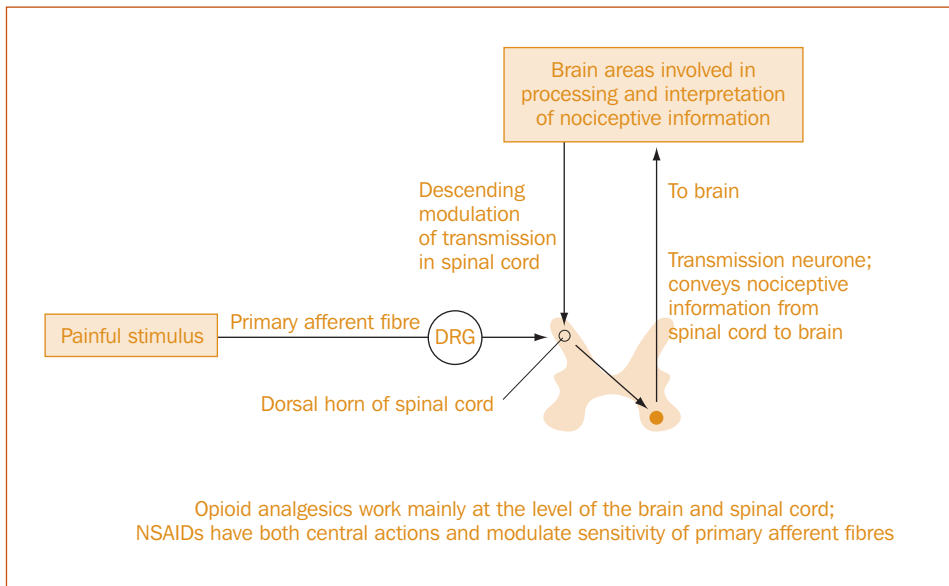 Brain areas involved in
processing and interpretation
of nociceptive information
Descending
modulation
of transmission
in spinal cord
To brain
Transmission neurone;
conveys nociceptive
information from
spinal cord to brain
Painful stimulus
Primary afferent fibre
DRG
Dorsal horn of spinal cord
Opioid analgesics work mainly at the level of the brain and spinal cord;
NSAIDs have both central actions and modulate sensitivity of primary afferent fibres